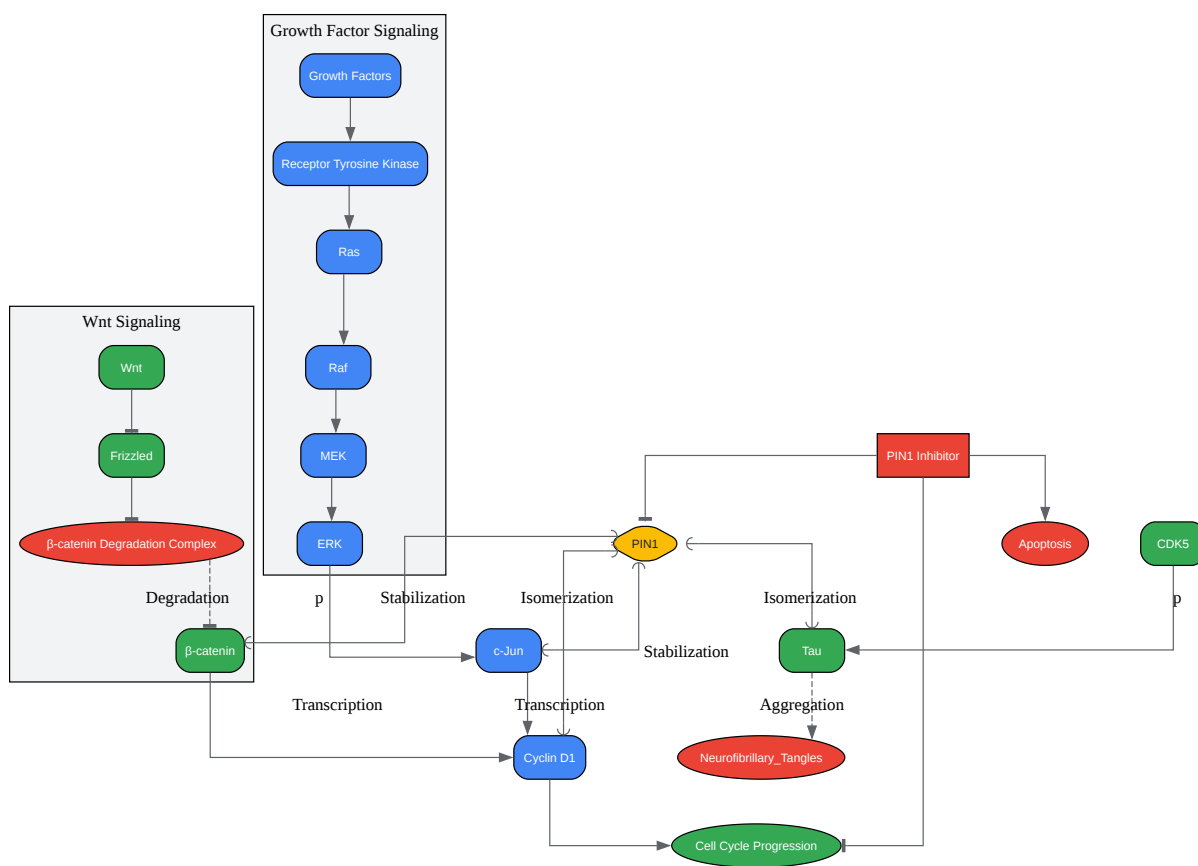 Growth Factor Signaling
Growth Factors
Receptor Tyrosine Kinase
Ras
Wnt Signaling
Wnt
Raf
Frizzled
MEK
PIN1 Inhibitor
β-catenin Degradation Complex
ERK
PIN1
Apoptosis
CDK5
Degradation
p
Stabilization
Isomerization
Isomerization
p
β-catenin
c-Jun
Stabilization
Tau
Transcription
Transcription
Aggregation
Cyclin D1
Neurofibrillary_Tangles
Cell Cycle Progression